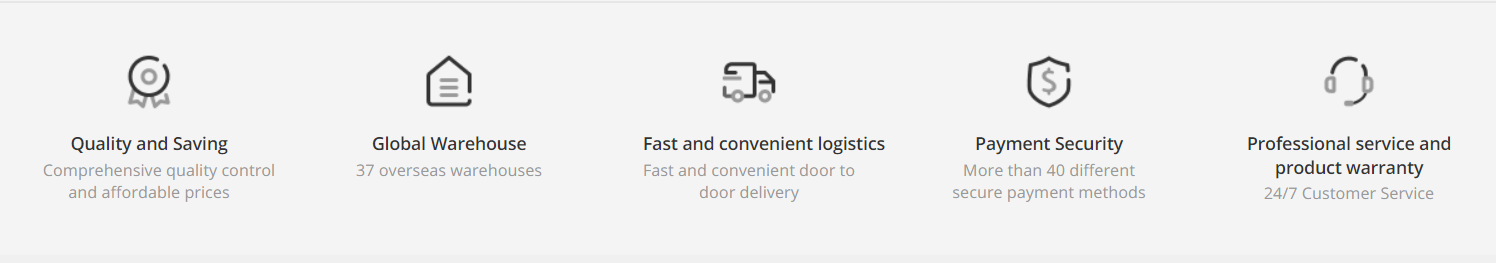 Quality and Saving
Comprehensive quality control
and affordable prices
Global Warehouse
37 overseas warehouses
Fast and convenient logistics
Fast and convenient door to
door delivery
Payment Security
More than 40 different
secure payment methods
Professional service and
product warranty
24/7 Customer Service